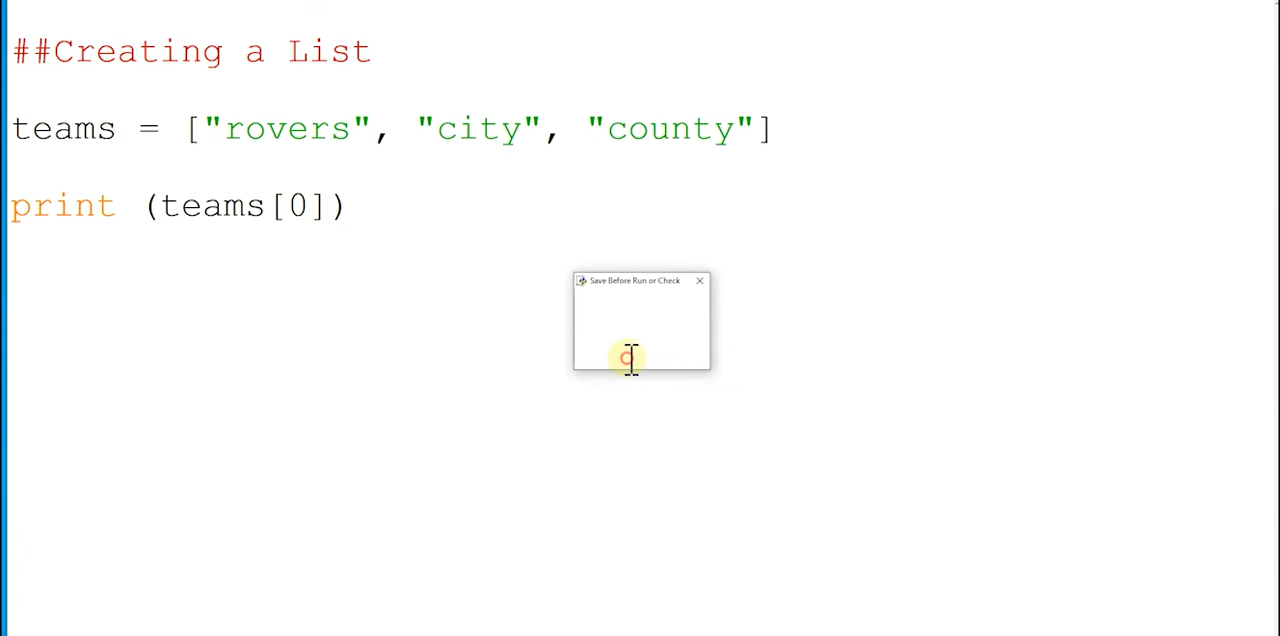 ##Creating a List
teams = ["rovers", "city", "county"]
print (teams[0])
Save Before Run or Check